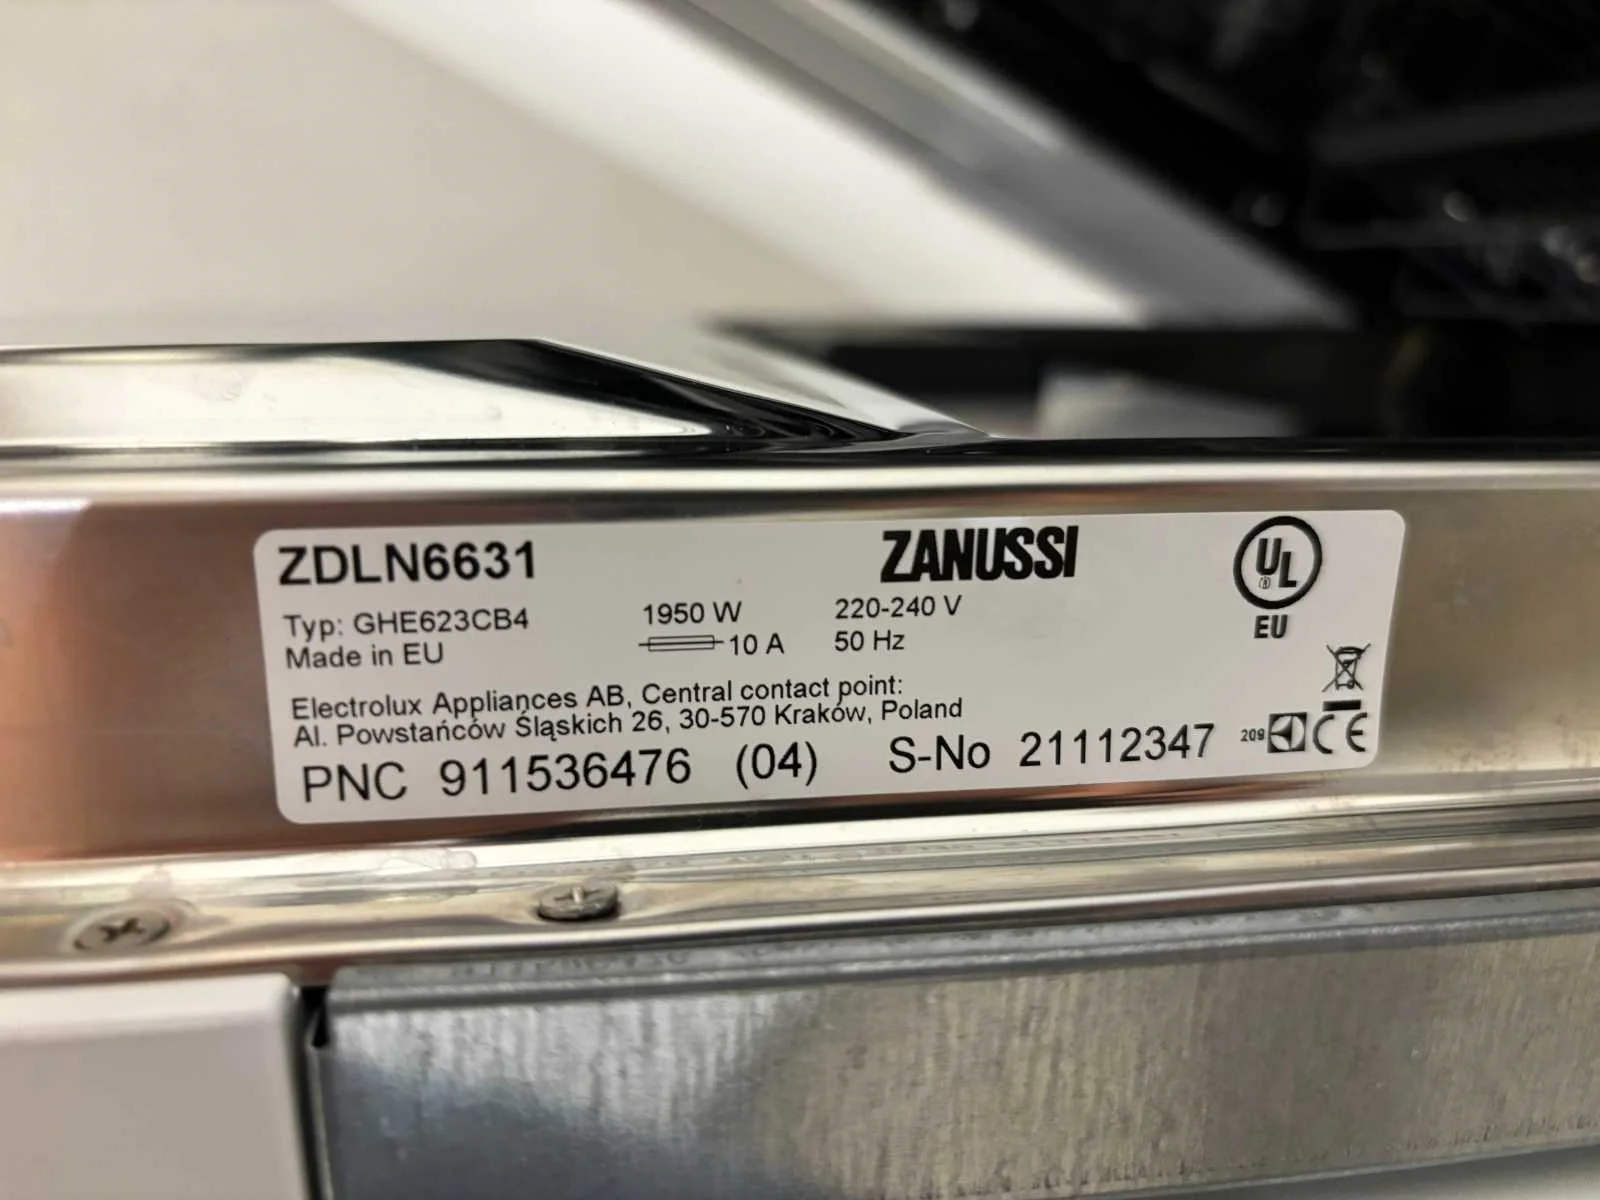 ZDLN6631
ZANUSSI
UL
EU
Typ: GHE623CB4
1950 W
220-240 V
Made in EU
10 A
50 Hz
Electrolux Appliances AB, Central contact point:
Al. Powstańców Śląskich 26, 30-570 Kraków, Poland
PNC 911536476 (04) S-No 21112347
209
CE